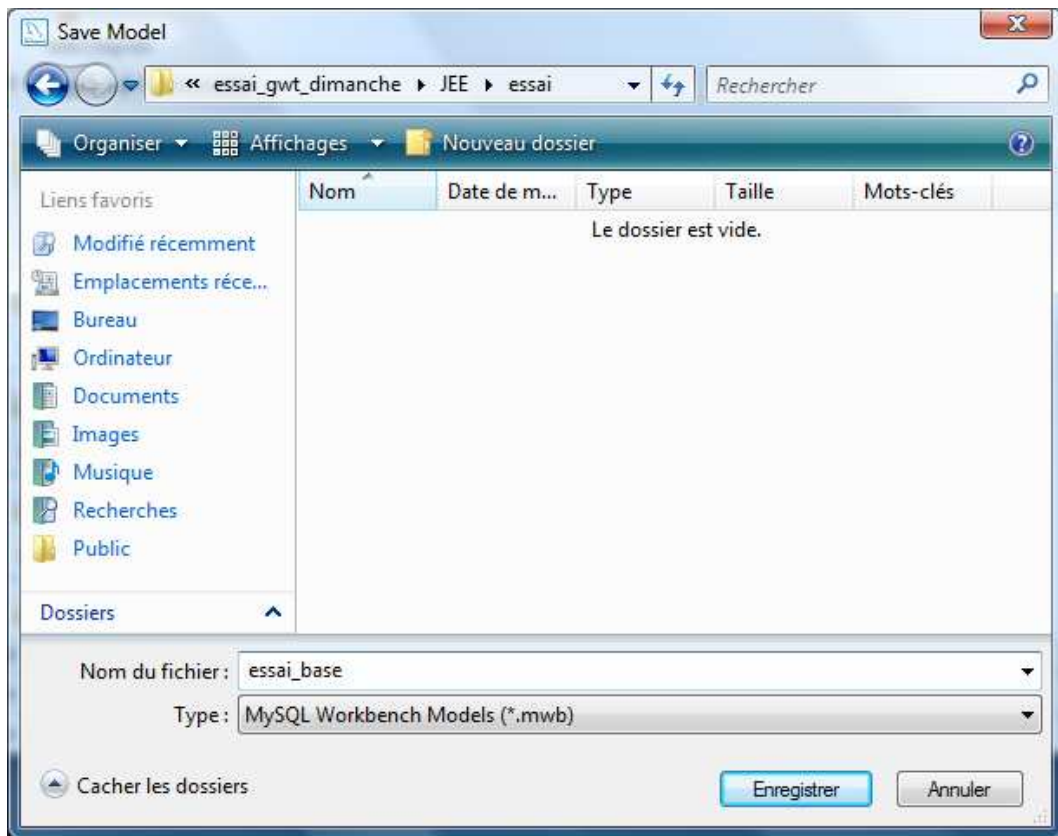 Save Model
« essai_gwt_dimanche ▸ JEE ▸ essai
Rechercher
Organiser
Affichages
Nouveau dossier
Liens favoris
Nom
Date de m...
Type
Taille
Mots-clés
Le dossier est vide.
Modifié récemment
Emplacements réce...
Bureau
Ordinateur
Documents
Images
Musique
Recherches
Public
Dossiers
Nom du fichier : essai_base
Type : MySQL Workbench Models (*.mwb)
Cacher les dossiers
Enregistrer
Annuler